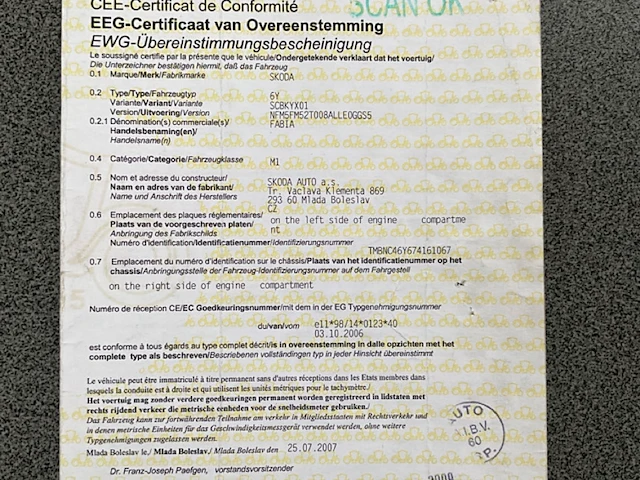 CEE-Certificat de Conformité
SCAN OK
EEG-Certificaat van Overeenstemming
EWG-Übereinstimmungsbescheinigung
Le soussigné certifie par la présente que le véhicule/Ondergetekende verklaart dat het voertuig/
Die Unterzeichner bestätigen hiermit, daß das Fahrzeug
0.1 Marque/Merk/Fabrikmarke SKODA
0.2 Type/Type/Fahrzeugtyp 6Y
Variante/Variant/Variante SCBKYX01
Version/Uitvoering/Version NFM5FM52T008ALLEOGGS5
0.2.1 Dénomination(s) commerciale(s)/ FABIA
Handelsbenaming(en)/
Handelsname(n)
0.4 Catégorie/Categorie/Fahrzeugklasse M1
0.5 Nom et adresse du constructeur/ SKODA AUTO a.s.
Naam en adres van de fabrikant/ Tr. Vaclava Klementa 869
Name und Anschrift des Herstellers 293 60 Mlada Boleslav
CZ
0.6 Emplacement des plaques réglementaires/ on the left side of engine compartme
Plaats van de voorgeschreven platen/ nt
Anbringung des Fabrikschilds
Numéro d'identification/Identificatienummer/Identifizierungsnummer TMBNC46Y674161067
0.7 Emplacement du numéro d'identification sur le châssis/Plaats van het identificatienummer op het
chassis/Anbringungsstelle der Fahrzeug-Identifizierungsnummer auf dem Fahrgestell
on the right side of engine compartment
Numéro de réception CE/EC Goedkeuringsnummer/mit dem in der EG Typgenehmigungsnummer
du/van/vom e11*98/14*0123*40
03.10.2006
est conforme à tous égards au type complet décrit/is in overeenstemming in dalle opzichten met het
complete type als beschreven/Bescriebenen vollständingen typ in jeder Hinsicht übereinstimmt
Le véhicule peut être immatriculé à titre permanent sans d'autres réceptions dans les Etats membres dans
lesquels la conduite est à droite et qui utilisent les unités métriques pour le tachymetre./
Het voertuig mag zonder verdere goedkeuringen permanent worden geregistreerd in lidstaten met
rechts rijdend verkeer die metrische eenheden voor de snelheidsmeter gebruiken./
Das Fahrzeug kann zur fortwährenden Teilnahme am verkehr in Mitgliedsstaaten mit Rechtverkehr und
in denen metrische Einheiten für das Geschwindigkeitsmessgerät verwendet werden, ohne weitere
Typgenehmigungen zugelassen werden.
Mlada Boleslav le./ Mlada Boleslav./ Mlada Boleslav den 25.07.2007
Dr. Franz-Joseph Paefgen, vorstandsvorsitzender
AUTO
I.B.V.
60
P.